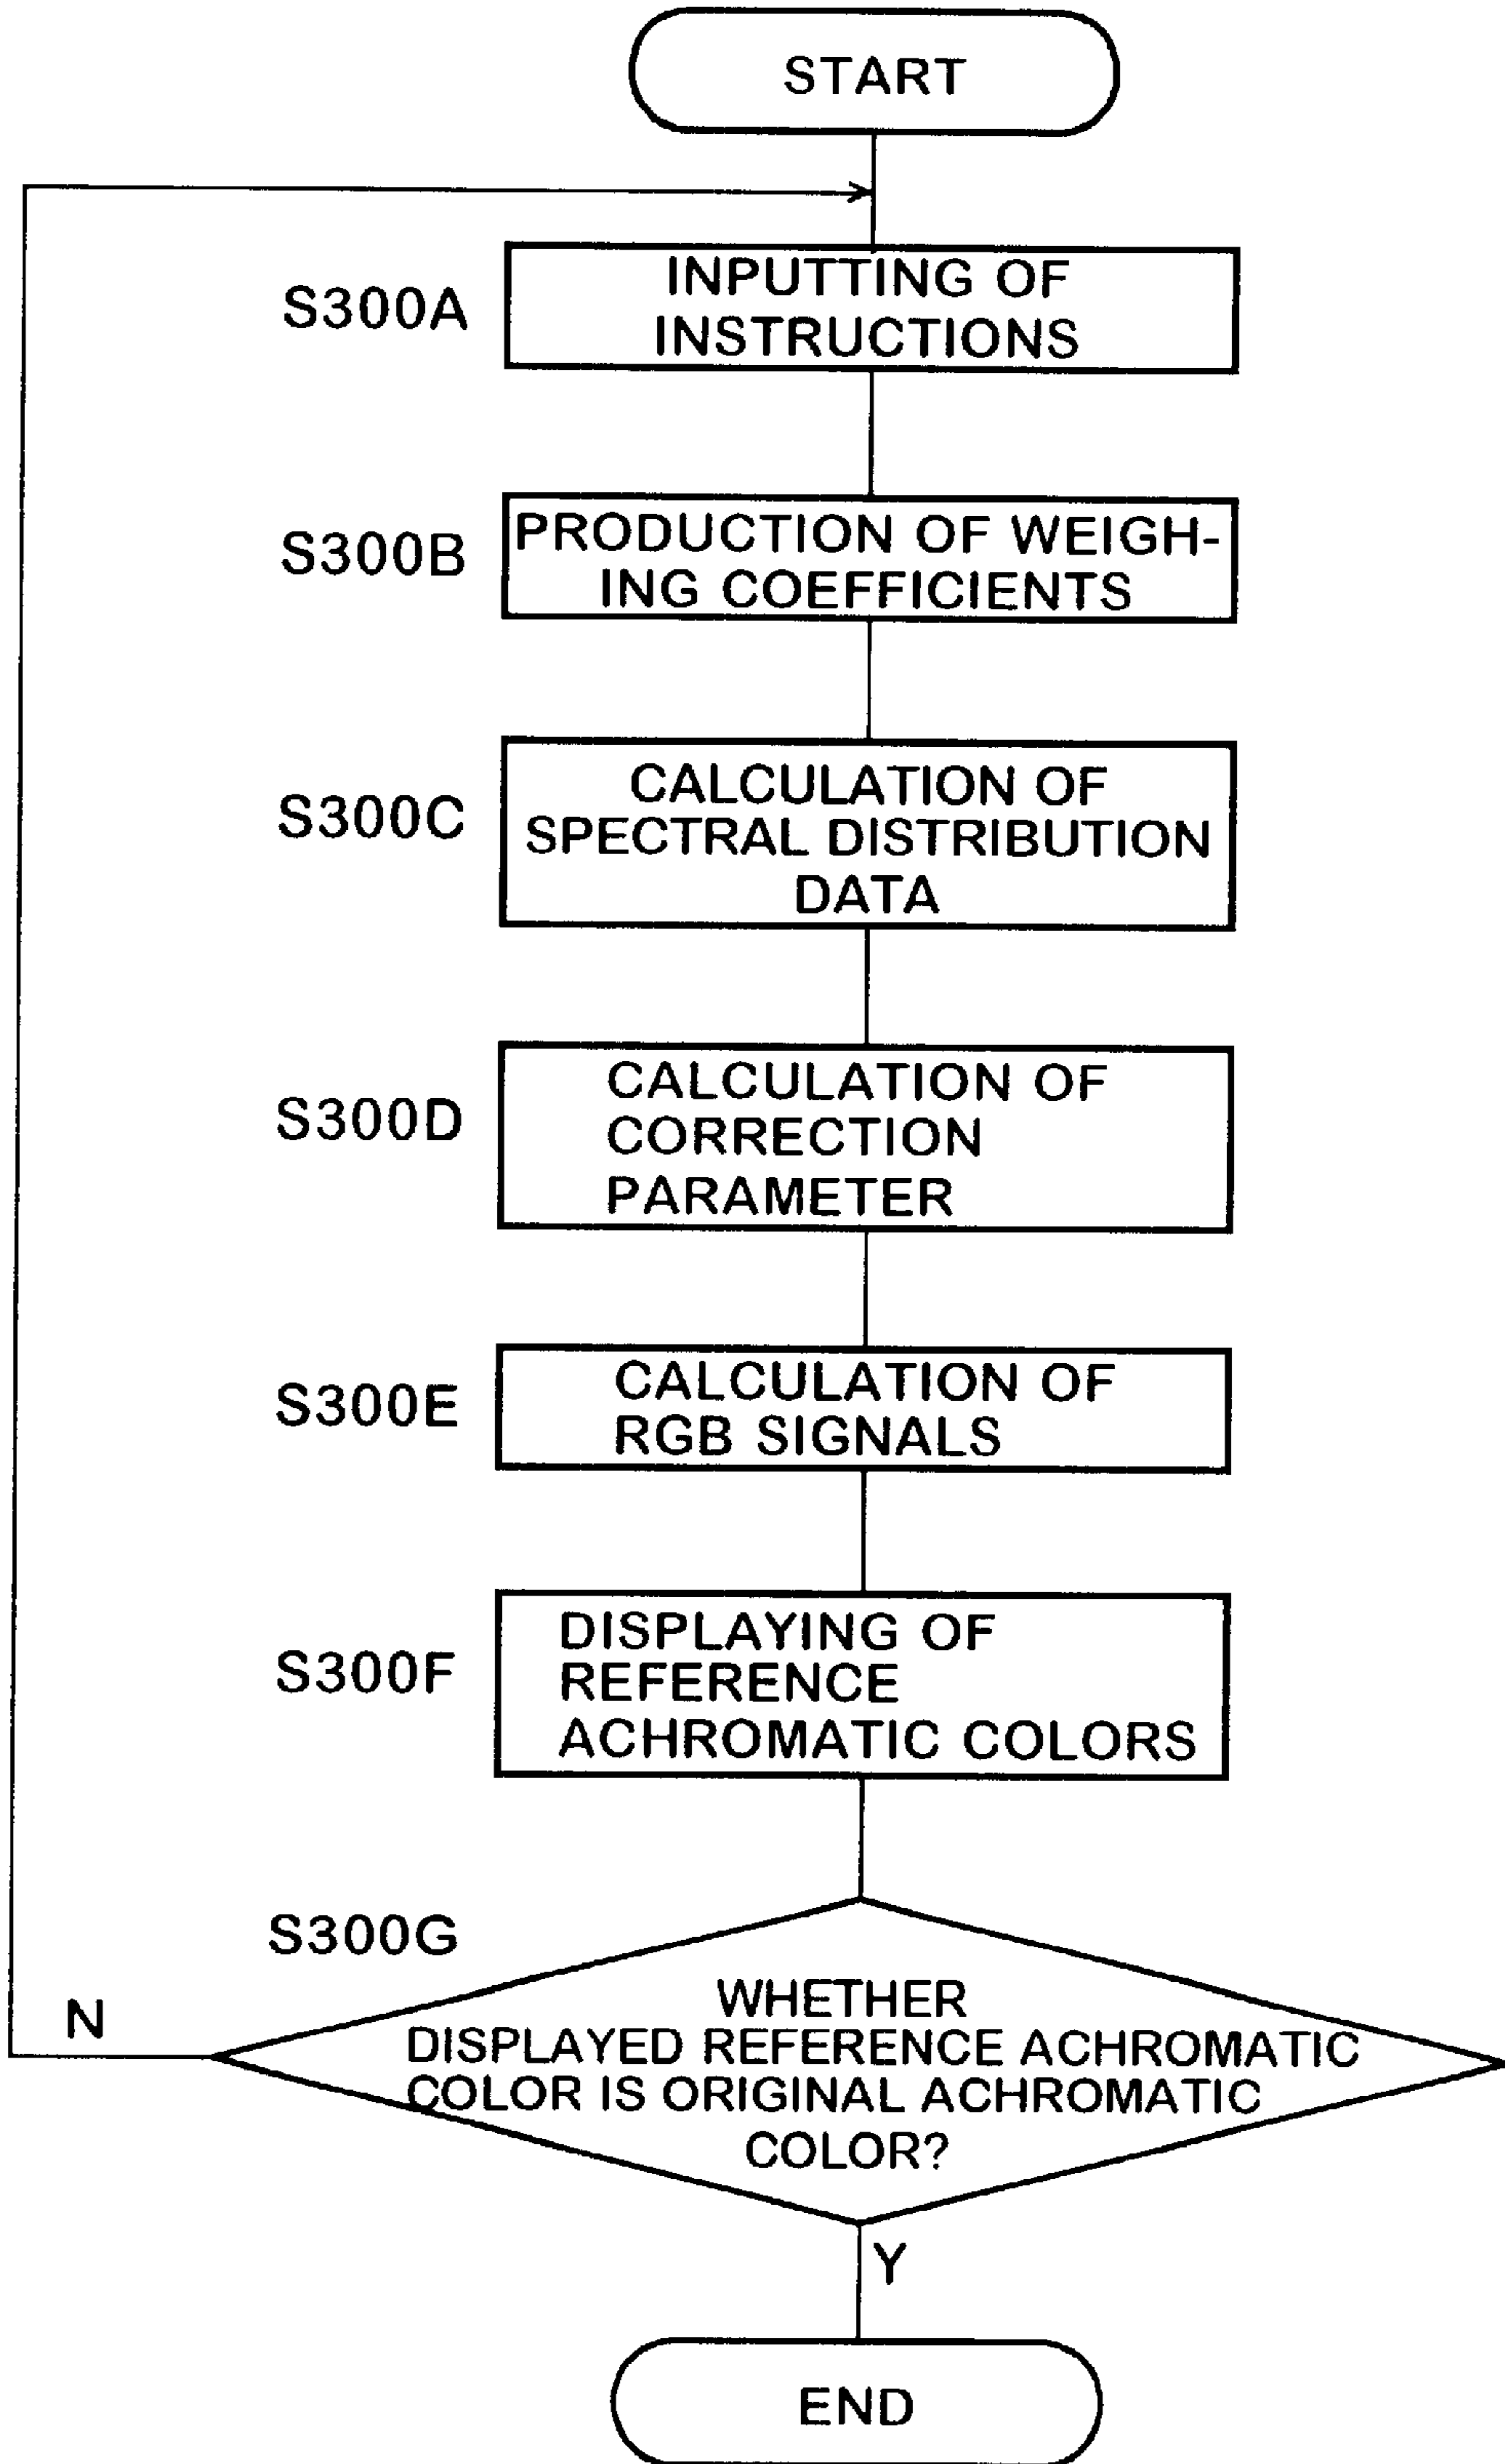 START
S300A
INPUTTING OF
INSTRUCTIONS
S300B
PRODUCTION OF WEIGH-
ING COEFFICIENTS
S300C
CALCULATION OF
SPECTRAL DISTRIBUTION
DATA
S300D
CALCULATION OF
CORRECTION
PARAMETER
S300E
CALCULATION OF
RGB SIGNALS
S300F
DISPLAYING OF
REFERENCE
ACHROMATIC COLORS
S300G
WHETHER
DISPLAYED REFERENCE ACHROMATIC
COLOR IS ORIGINAL ACHROMATIC
COLOR?
N
Y
END